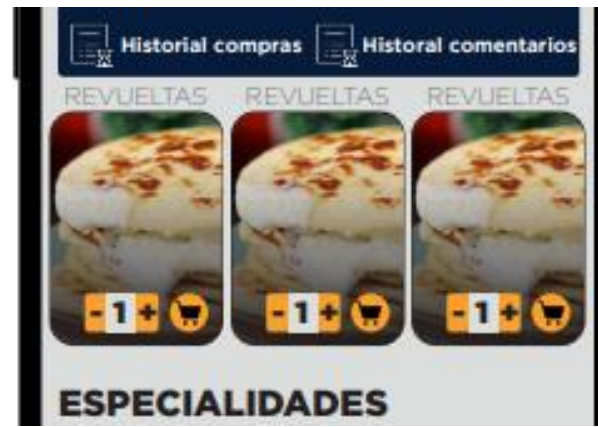 Historial compras Historal comentarios
REVUELTAS REVUELTAS REVUELTAS
- 1 + - 1 + - 1 +
ESPECIALIDADES